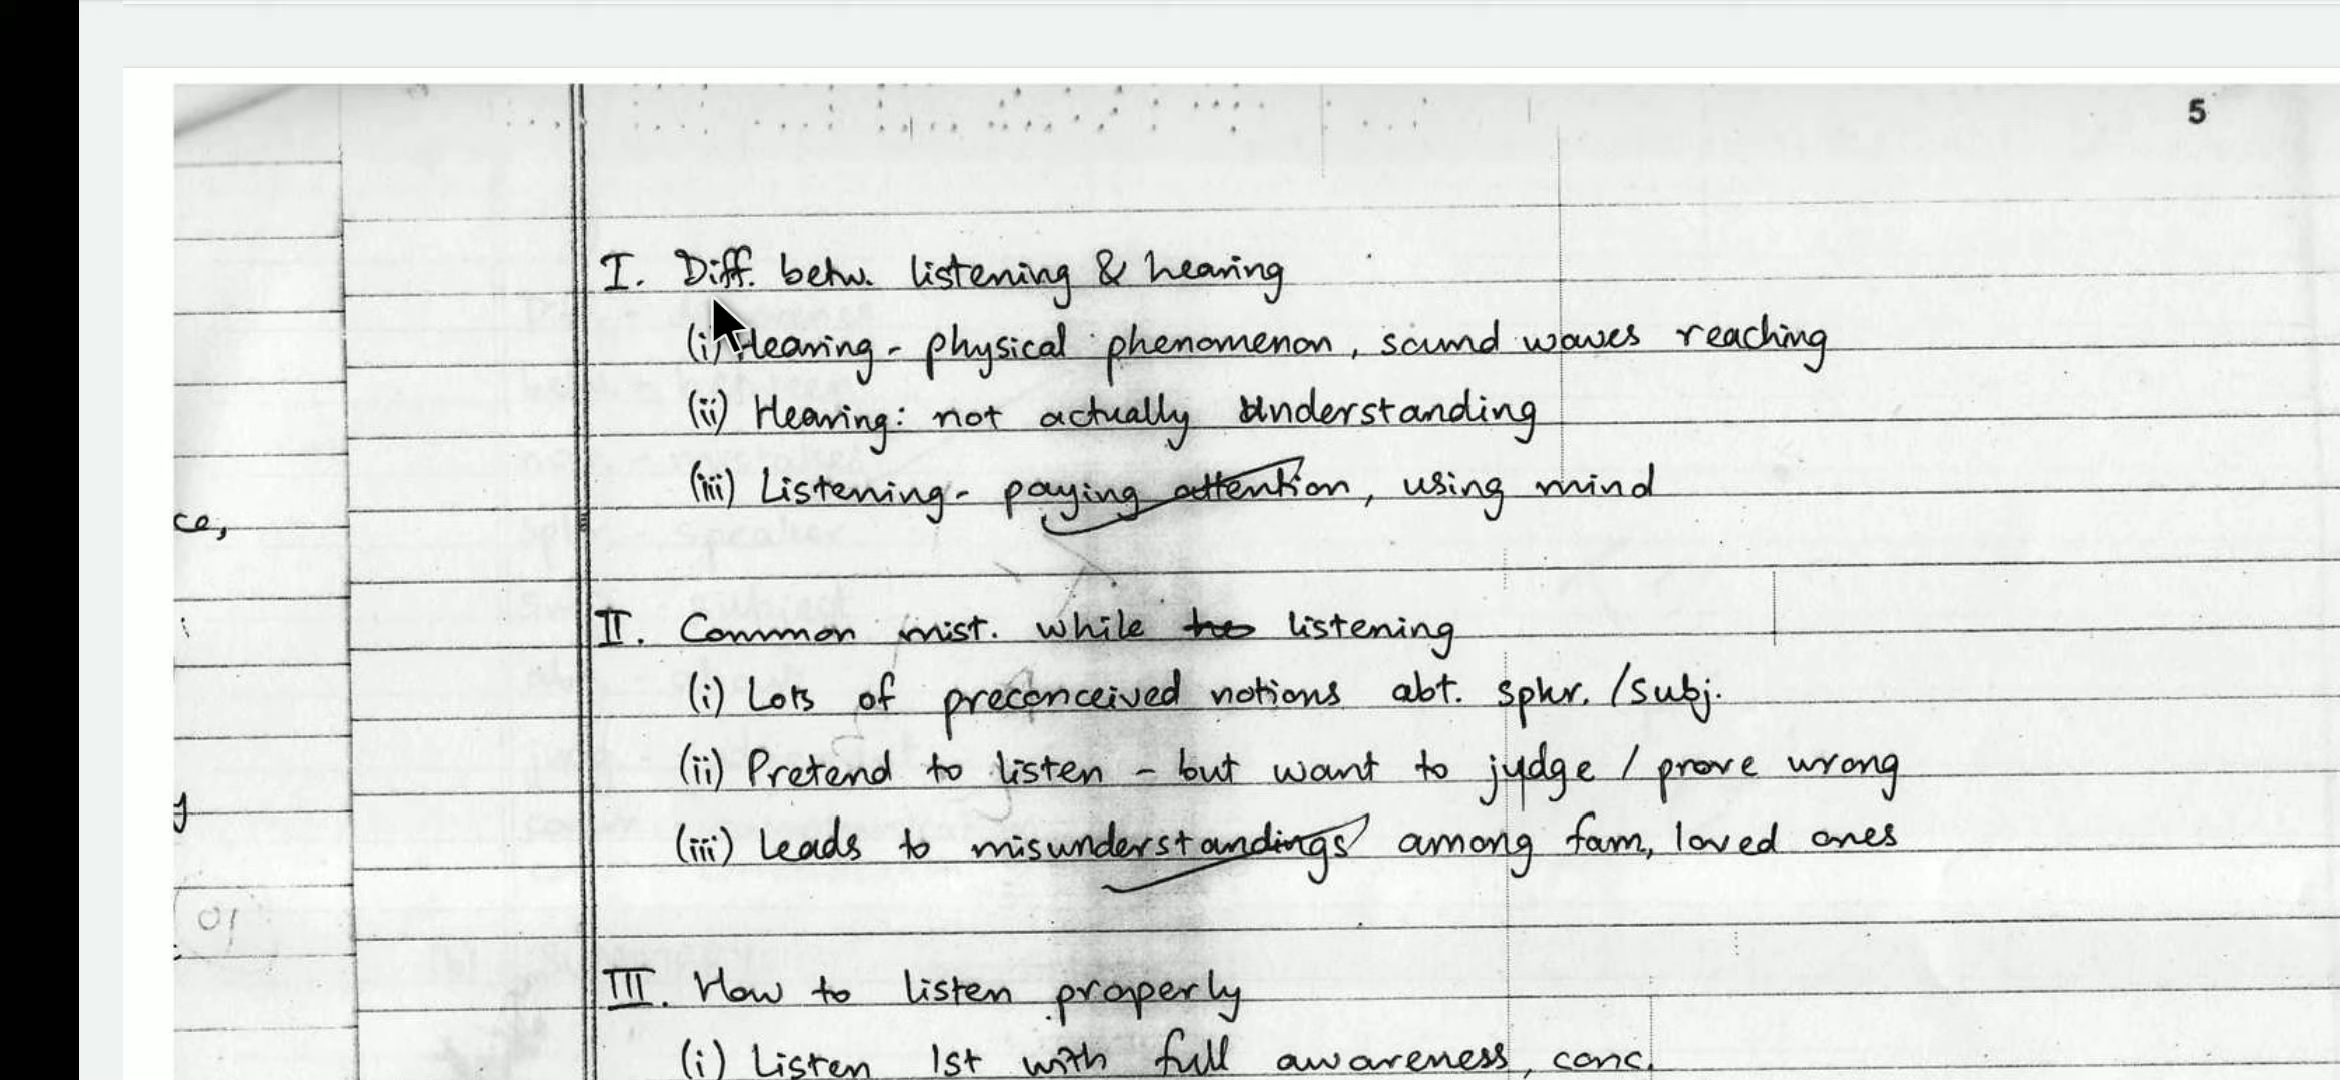 5
I. Diff. betw. listening & hearing
(i) Hearing - physical phenomenon, sound waves reaching
(ii) Hearing: not actually understanding
(iii) Listening - paying attention, using mind
ce,
II. Common mist. while listening
(i) Lots of preconceived notions abt. spkr. /subj.
(ii) Pretend to listen - but want to judge / prove wrong
(iii) Leads to misunderstandings among fam, loved ones
III. How to listen properly
(i) Listen 1st with full awareness, conc.